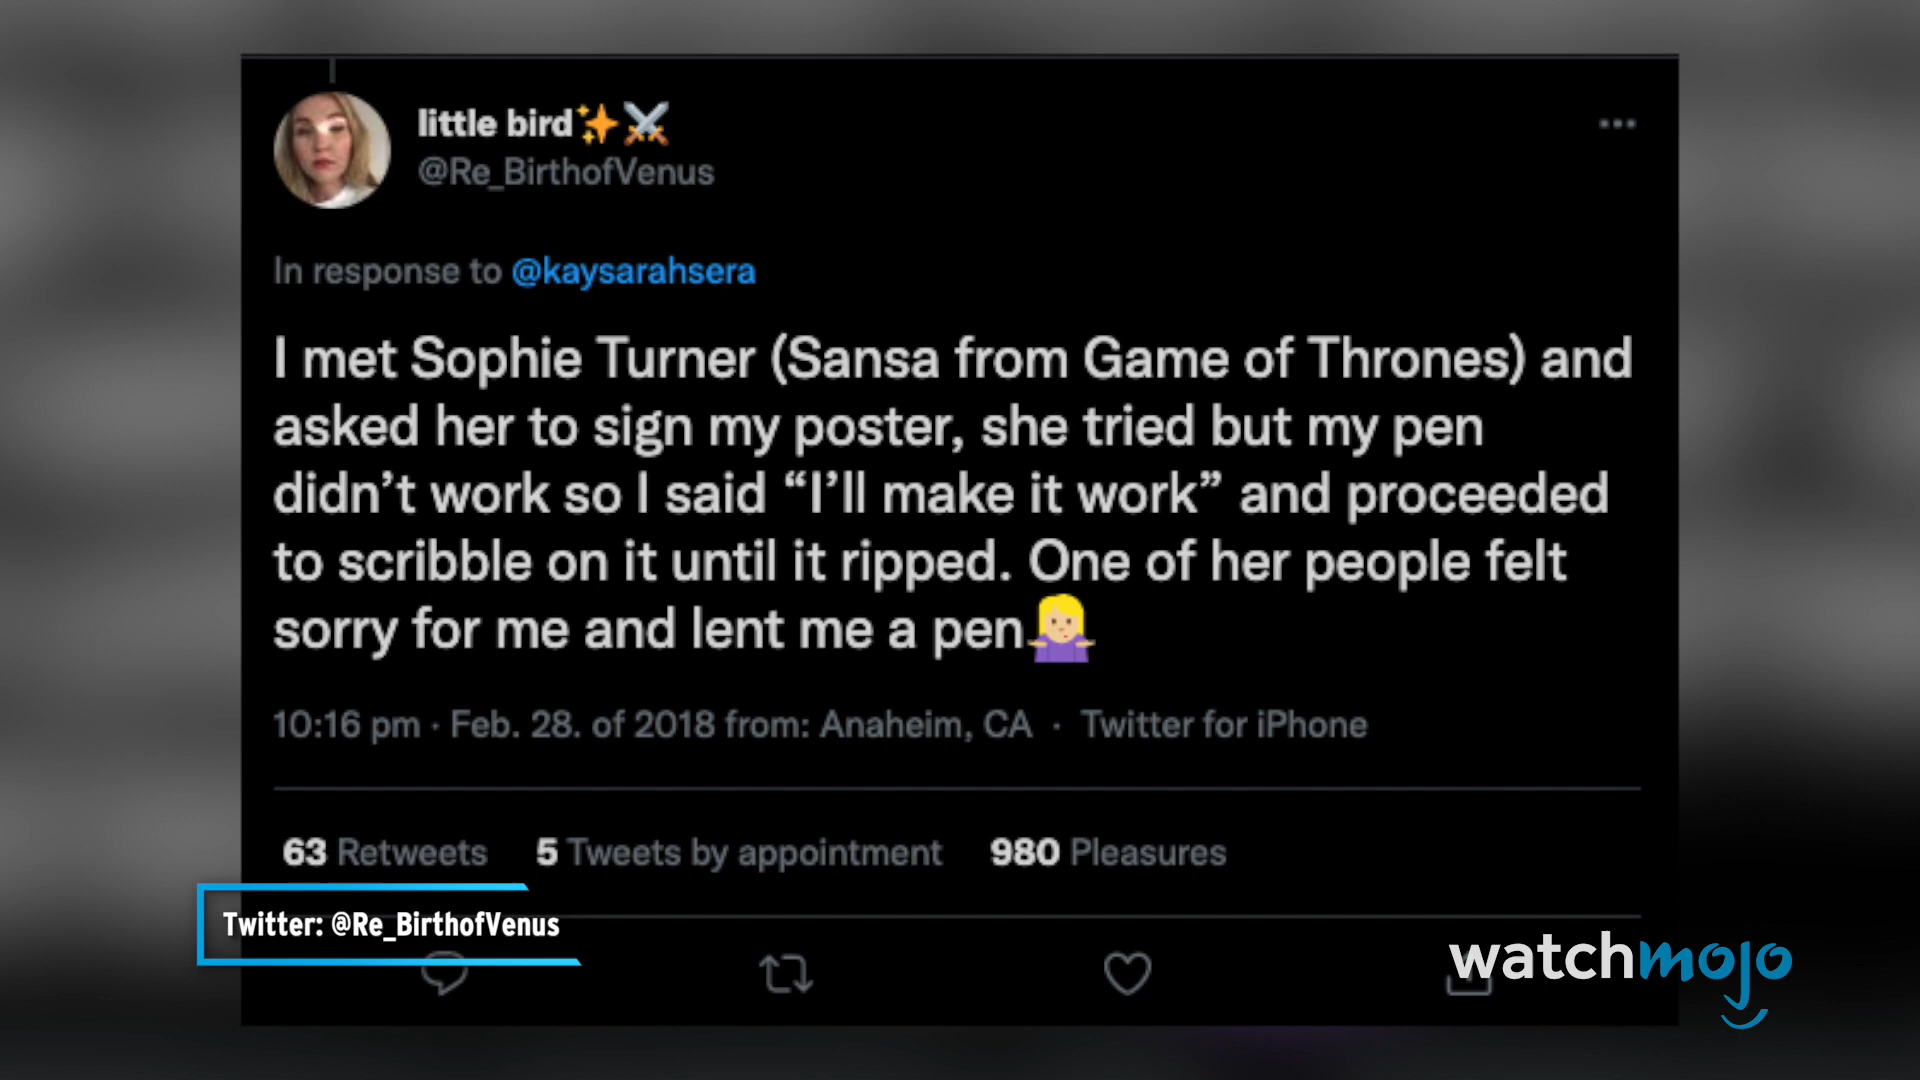 little bird✨⚔️
@Re_BirthofVenus
In response to @kaysarahsera
I met Sophie Turner (Sansa from Game of Thrones) and
asked her to sign my poster, she tried but my pen
didn’t work so I said “I’ll make it work” and proceeded
to scribble on it until it ripped. One of her people felt
sorry for me and lent me a pen🤷🏼‍♀️
10:16 pm · Feb. 28. of 2018 from: Anaheim, CA · Twitter for iPhone
63 Retweets 5 Tweets by appointment 980 Pleasures
Twitter: @Re_BirthofVenus
watchmojo